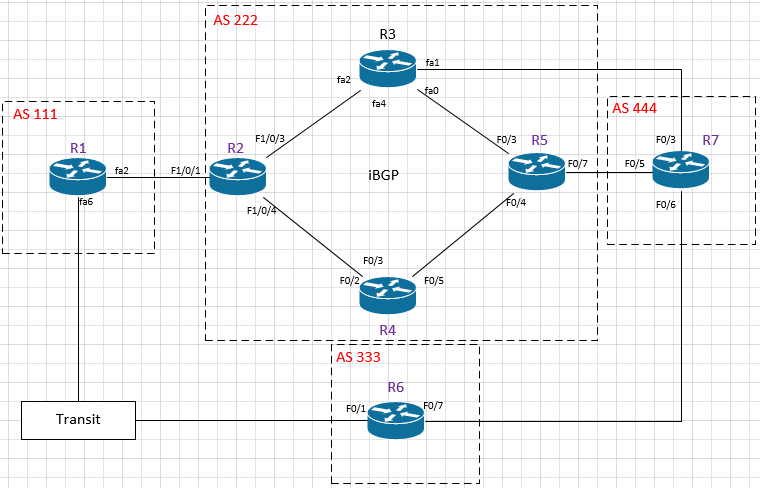 AS 222
R3
fa1
fa2
fa0
fa4
AS 111
AS 444
R1
F1/0/3
R2
F0/3
R5
F0/3
R7
fa2
F1/0/1
iBGP
F0/7
F0/5
fa6
F1/0/4
F0/4
F0/6
F0/3
F0/2
F0/5
R4
AS 333
R6
F0/1
F0/7
Transit